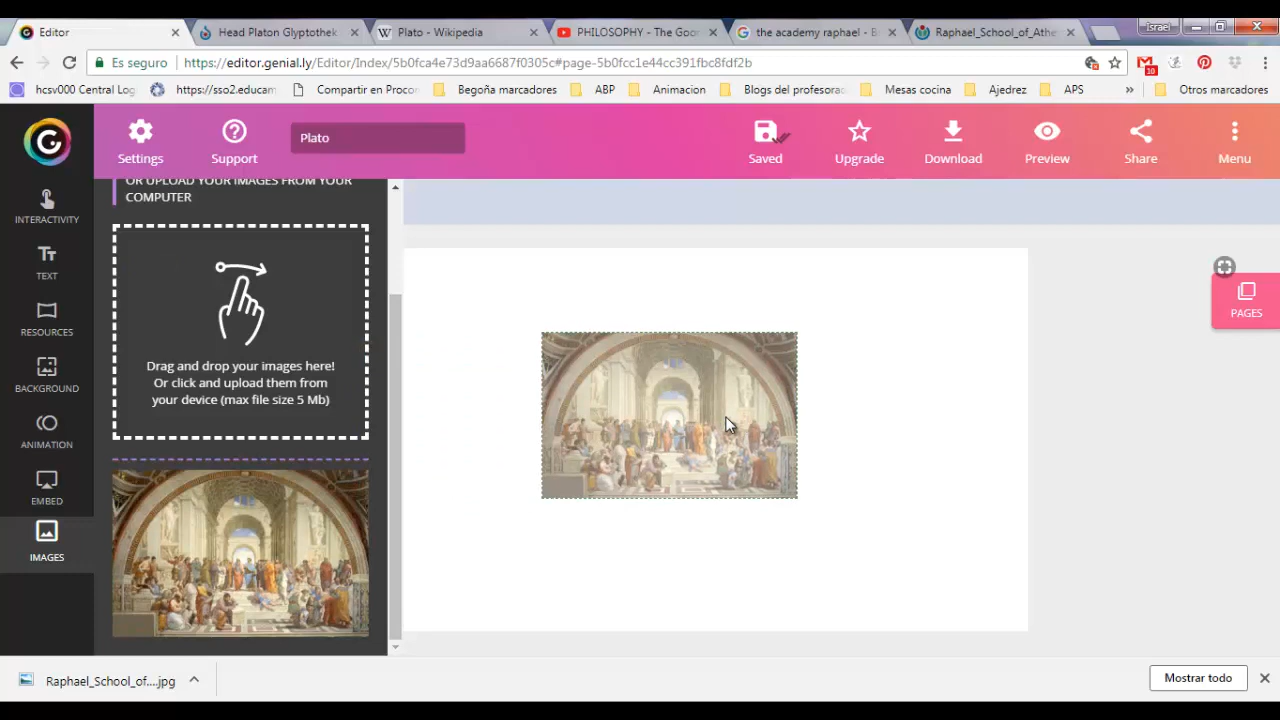 Editor
Head Platon Glyptothek
Plato - Wikipedia
PHILOSOPHY - The Goor
the academy raphael - B
Raphael_School_of_Athe
Israel
Es seguro
https://editor.genial.ly/Editor/Index/5b0fca4e73d9aa6687f0305c#page-5b0fcc1e44cc391fbc8fdf2b
10
hcsv000 Central Log
https://sso2.educam
Compartir en Procon
Begoña marcadores
ABP
Animacion
Blogs del profesora
Mesas cocina
Ajedrez
APS
»
Otros marcadores
Settings
Support
Plato
Saved
Upgrade
Download
Preview
Share
Menu
INTERACTIVITY
TEXT
RESOURCES
BACKGROUND
ANIMATION
EMBED
IMAGES
OR UPLOAD YOUR IMAGES FROM YOUR
COMPUTER
Drag and drop your images here!
Or click and upload them from
your device (max file size 5 Mb)
PAGES
Raphael_School_of....jpg
Mostrar todo